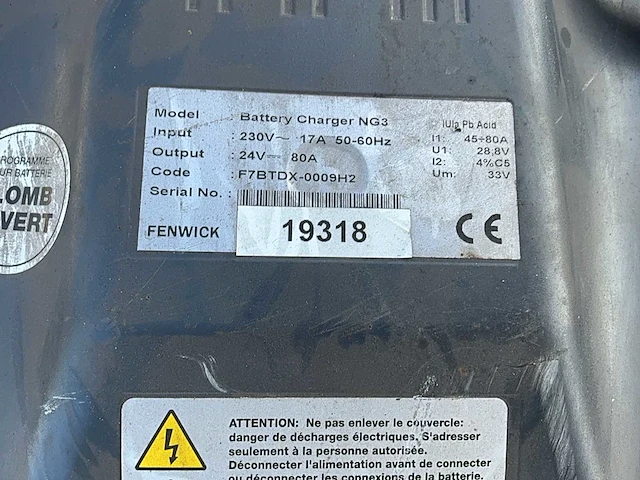 Model : Battery Charger NG3 IUIa Pb Acid
Input : 230V~ 17A 50-60Hz I1: 45÷80A
Output : 24V⎓ 80A U1: 28,8V
Code : F7BTDX-0009H2 I2: 4%C5
Serial No. : Um: 33V
FENWICK 19318 CE
PROGRAMME
UR BATTERIE
LOMB
VERT
ATTENTION: Ne pas enlever le couvercle:
danger de décharges électriques. S'adresser
seulement à la personne autorisée.
Déconnecter l'alimentation avant de connecter
ou déconnecter les connexions de la batterie.